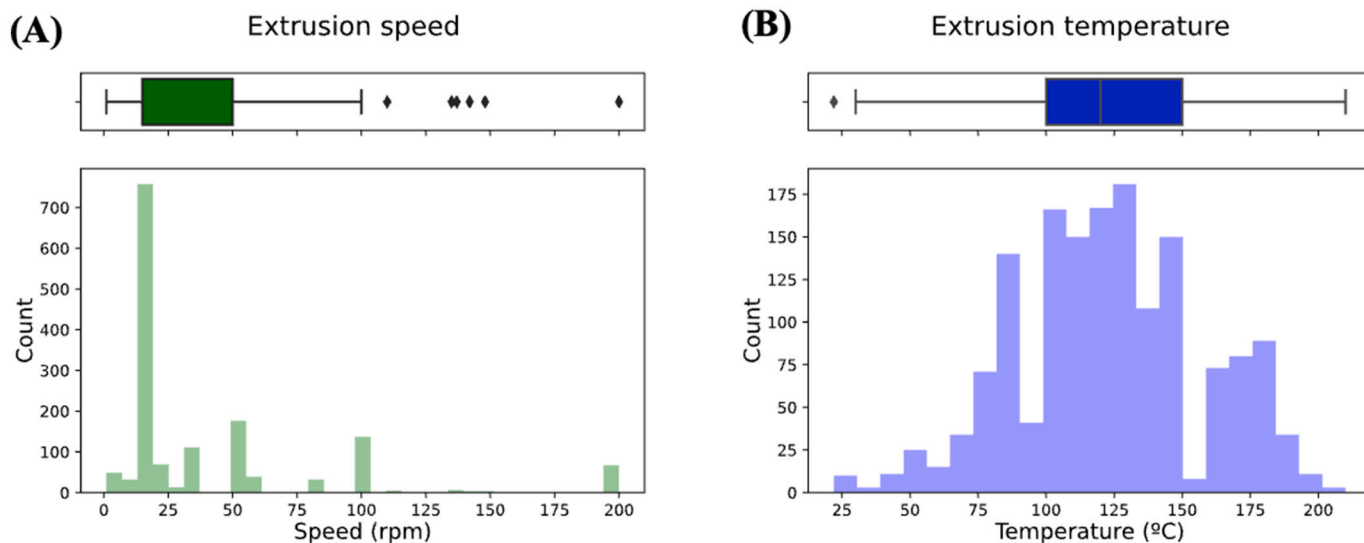 (A)
Extrusion speed
700
600
500
400
300
200
100
0
Count
0 25 50 75 100 125 150 175 200
Speed (rpm)
(B)
Extrusion temperature
175
150
125
100
75
50
25
0
Count
25 50 75 100 125 150 175 200
Temperature (ºC)